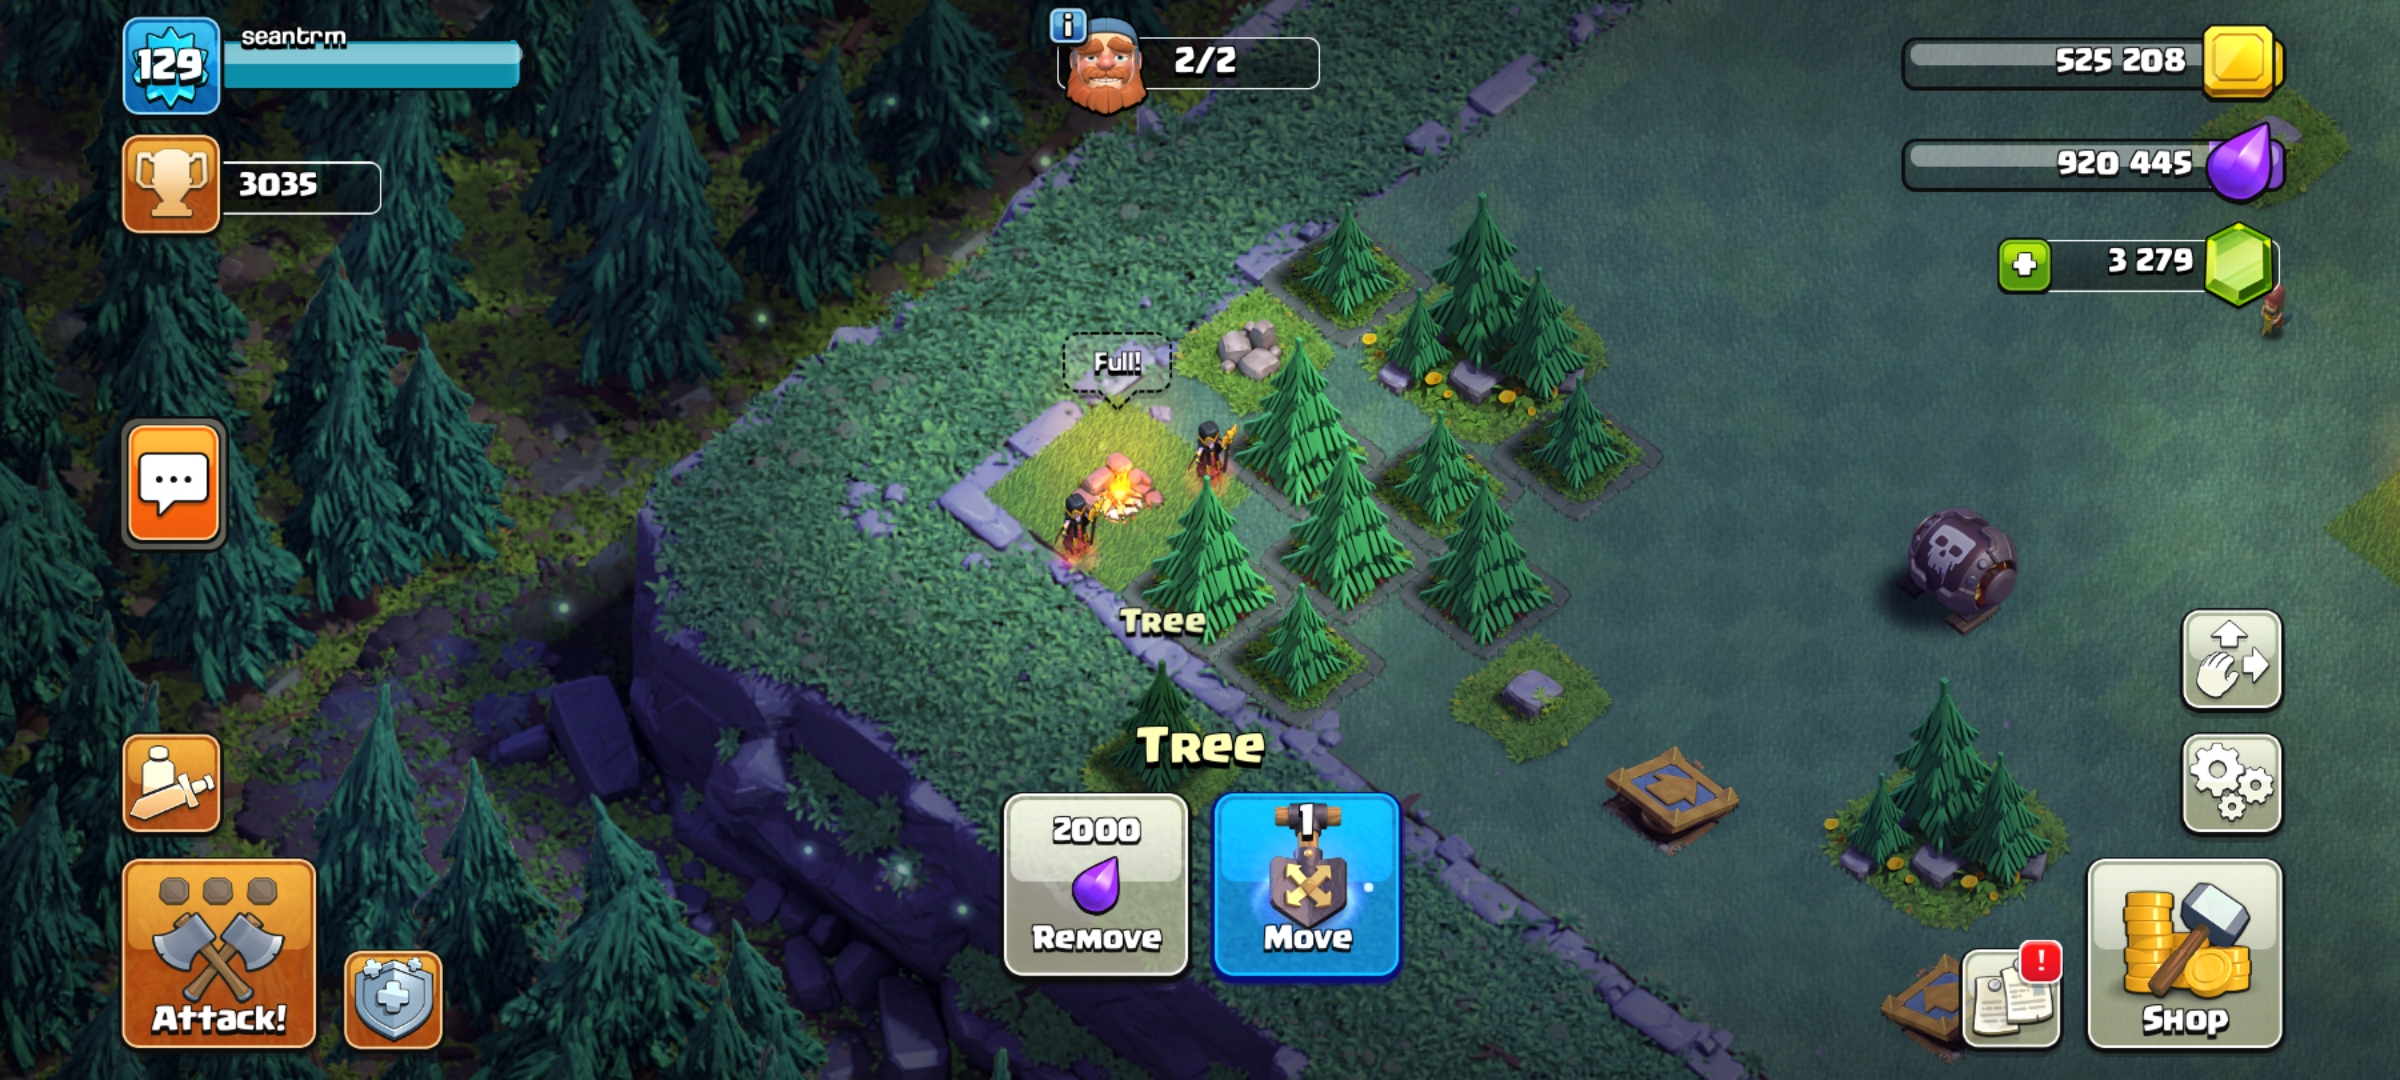 129
seantrm
2/2
525 208
3035
920 445
3 279
Full!
Tree
Tree
2000
1
Remove
Move
!
Attack!
Shop